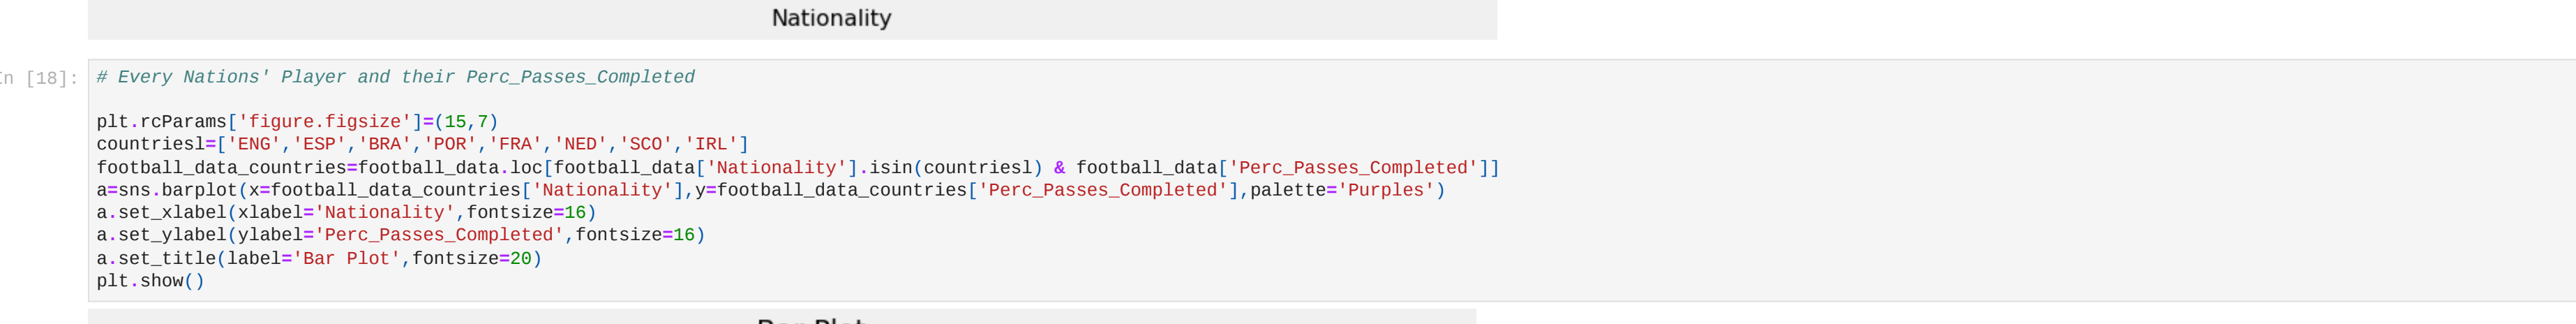 Nationality
In [18]:
# Every Nations' Player and their Perc_Passes_Completed
plt.rcParams['figure.figsize']=(15,7)
countriesl=['ENG','ESP','BRA','POR','FRA','NED','SCO','IRL']
football_data_countries=football_data.loc[football_data['Nationality'].isin(countriesl) & football_data['Perc_Passes_Completed']]
a=sns.barplot(x=football_data_countries['Nationality'],y=football_data_countries['Perc_Passes_Completed'],palette='Purples')
a.set_xlabel(xlabel='Nationality',fontsize=16)
a.set_ylabel(ylabel='Perc_Passes_Completed',fontsize=16)
a.set_title(label='Bar Plot',fontsize=20)
plt.show()
Bar Plot